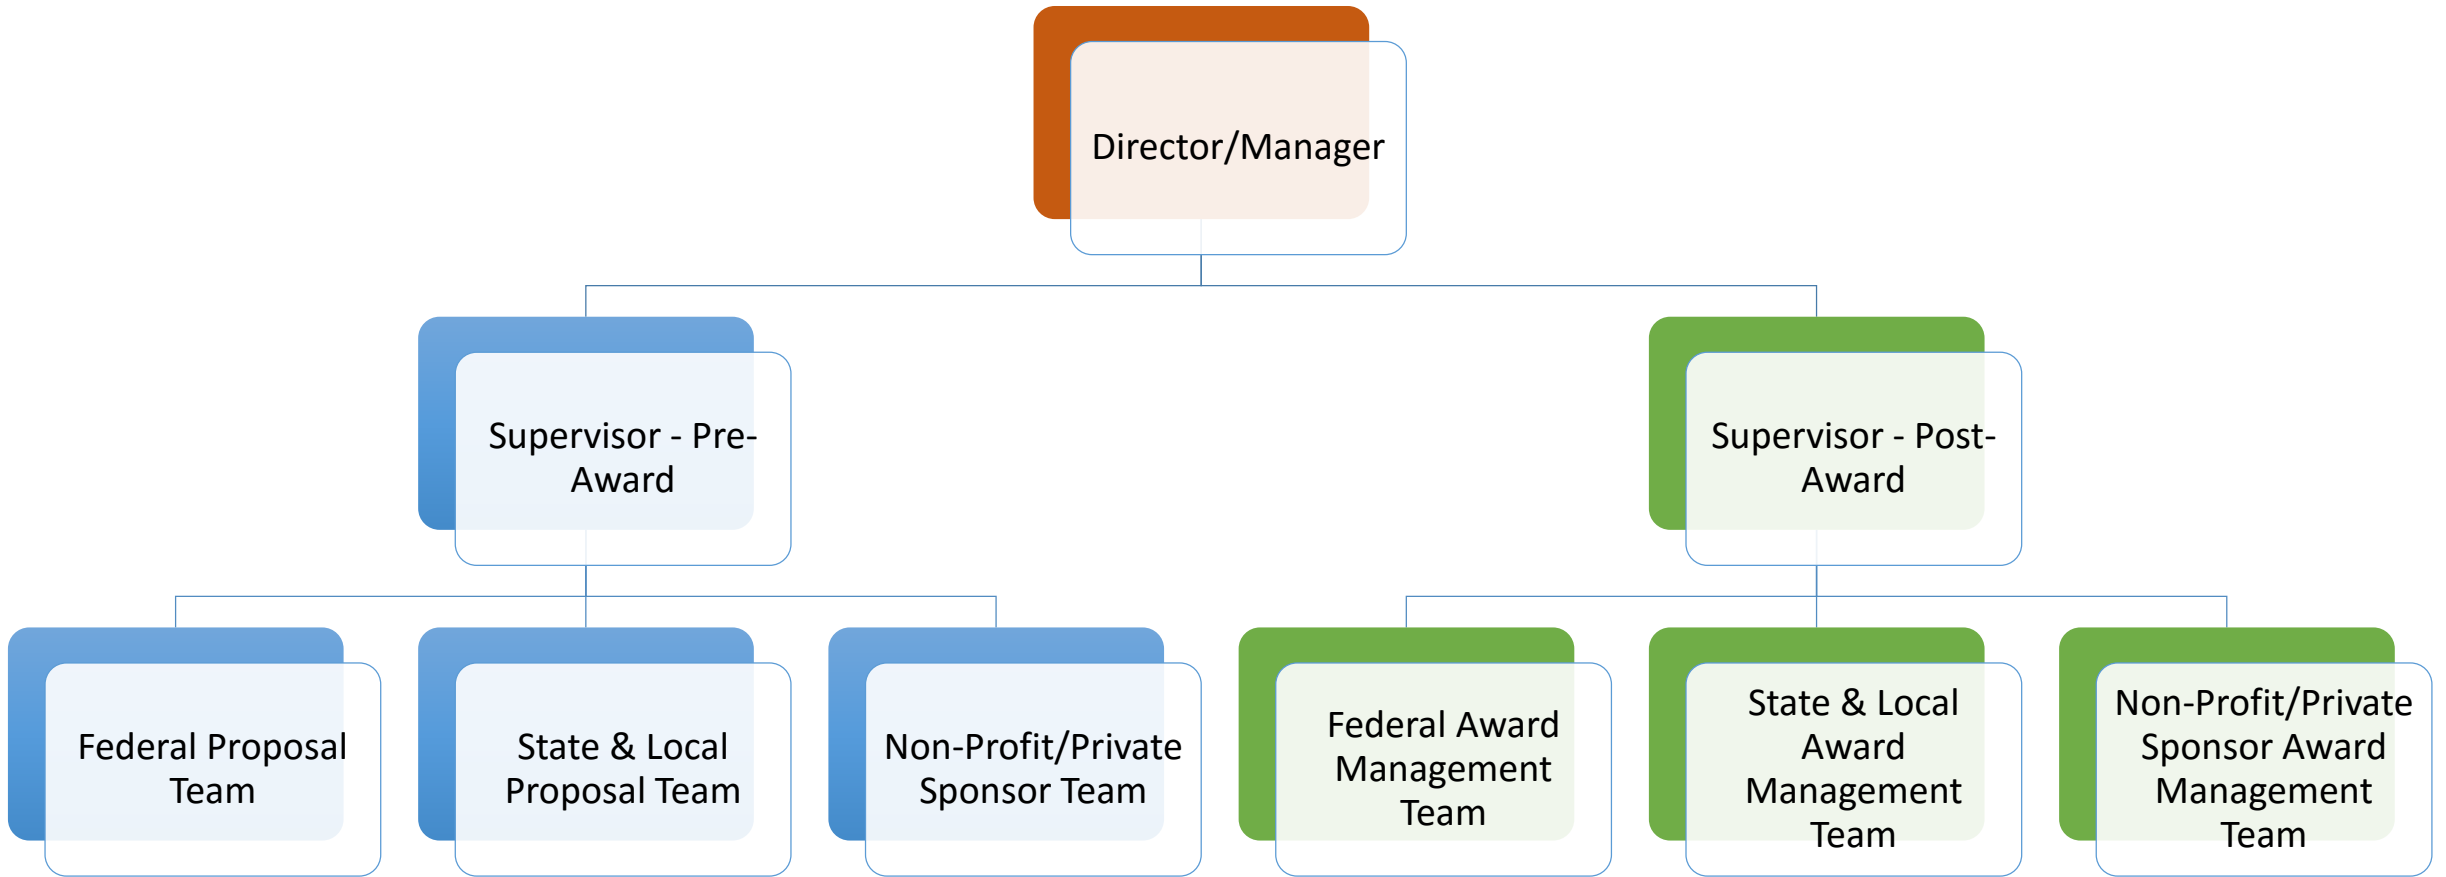 Director/Manager
Supervisor - Pre-
Award
Supervisor - Post-
Award
Federal Proposal
Team
State & Local
Proposal Team
Non-Profit/Private
Sponsor Team
Federal Award
Management
Team
State & Local
Award
Management
Team
Non-Profit/Private
Sponsor Award
Management
Team